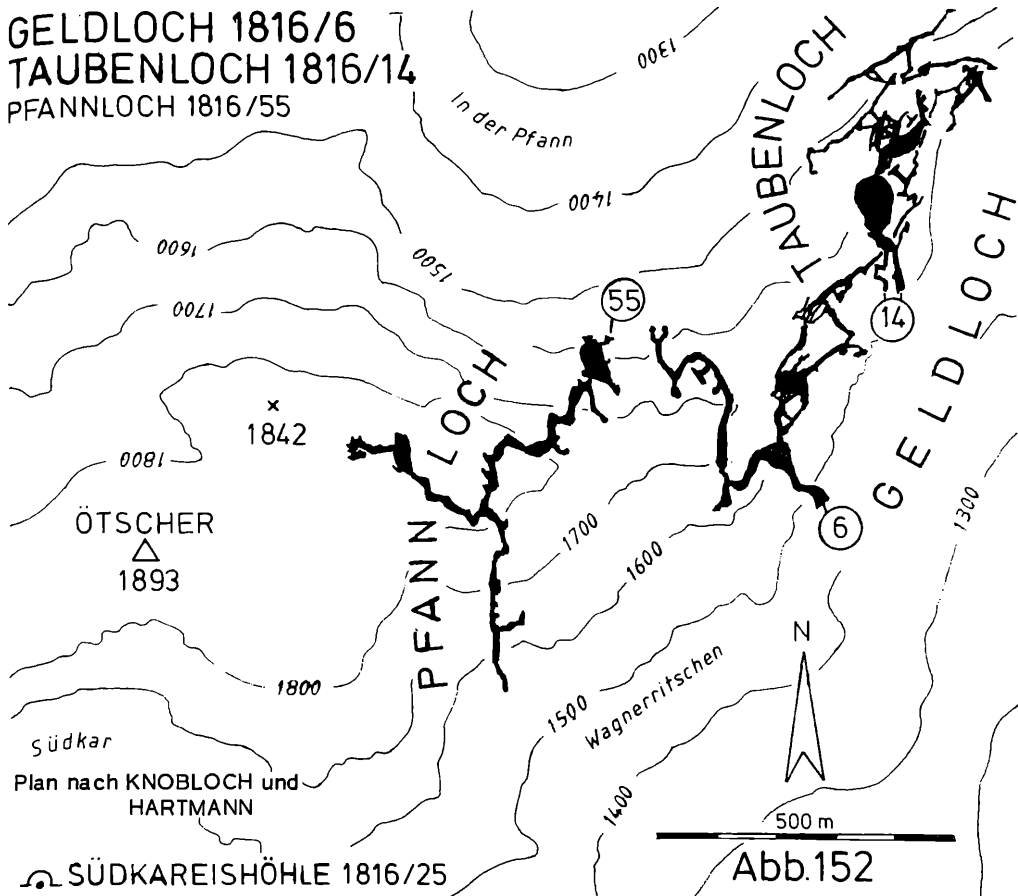 GELDLOCH 1816/6
TAUBENLOCH 1816/14
PFANNLOCH 1816/55
In der Pfann
1300
1400
1500
1600
1700
TAUBENLOCH
GELDLOCH
55
14
6
PFANN LOCH
1842
1800
ÖTSCHER
1893
1700
1600
1300
1800
1500
Wagnerritschen
1400
N
Südkar
Plan nach KNOBLOCH und
HARTMANN
500 m
Abb.152
SÜDKAREISHÖHLE 1816/25